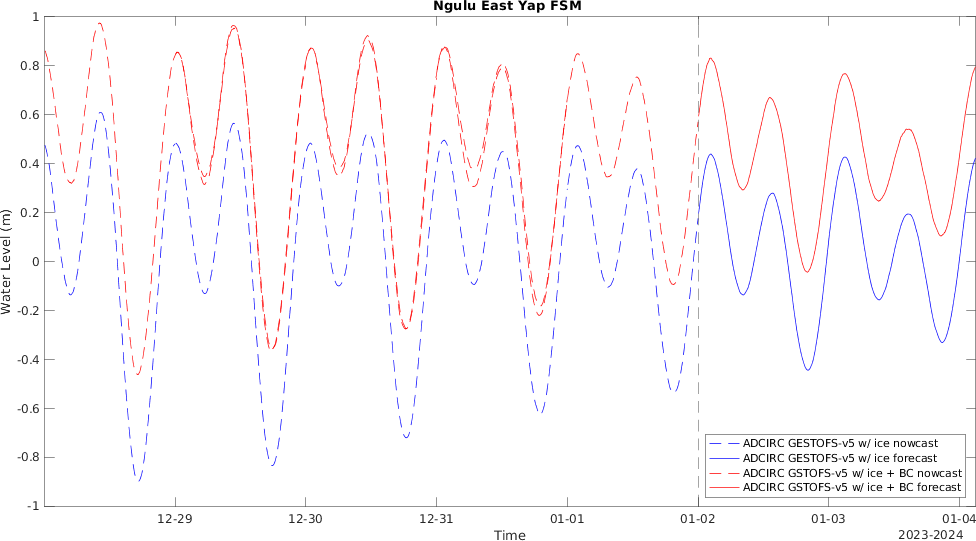 Ngulu East Yap FSM
Water Level (m)
1
0.8
0.6
0.4
0.2
0
-0.2
-0.4
-0.6
-0.8
-1
ADCIRC GESTOFS-v5 w/ ice nowcast
ADCIRC GESTOFS-v5 w/ ice forecast
ADCIRC GSTOFS-v5 w/ ice + BC nowcast
ADCIRC GSTOFS-v5 w/ ice + BC forecast
12-29
12-30
12-31
01-01
01-02
01-03
01-04
Time
2023-2024